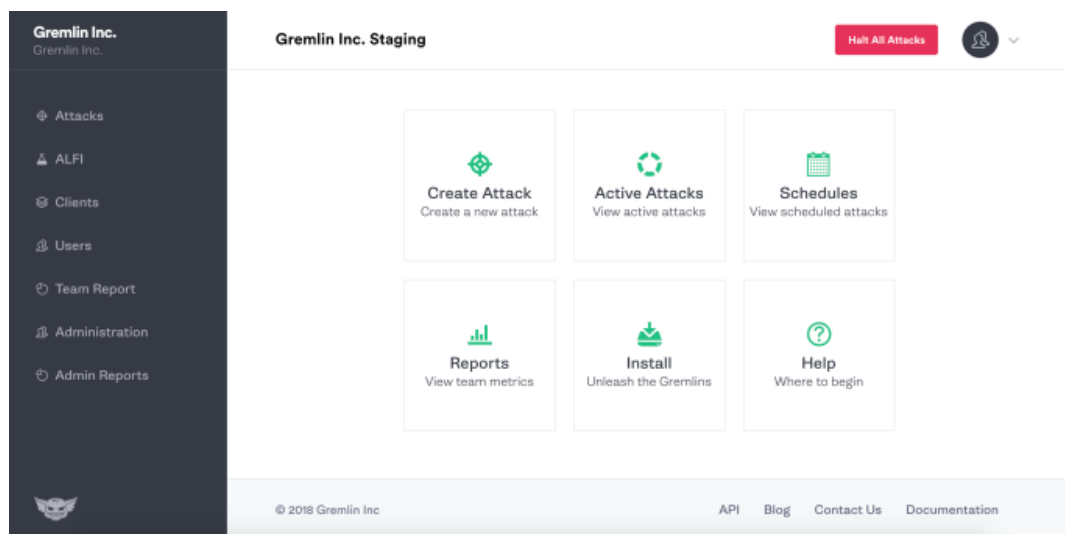 Gremlin Inc.
Gremlin Inc.
Attacks
ALFI
Clients
Users
Team Report
Administration
Admin Reports
Gremlin Inc. Staging
Halt All Attacks
Create Attack
Create a new attack
Active Attacks
View active attacks
Schedules
View scheduled attacks
Reports
View team metrics
Install
Unleash the Gremlins
Help
Where to begin
© 2018 Gremlin Inc
API Blog Contact Us Documentation